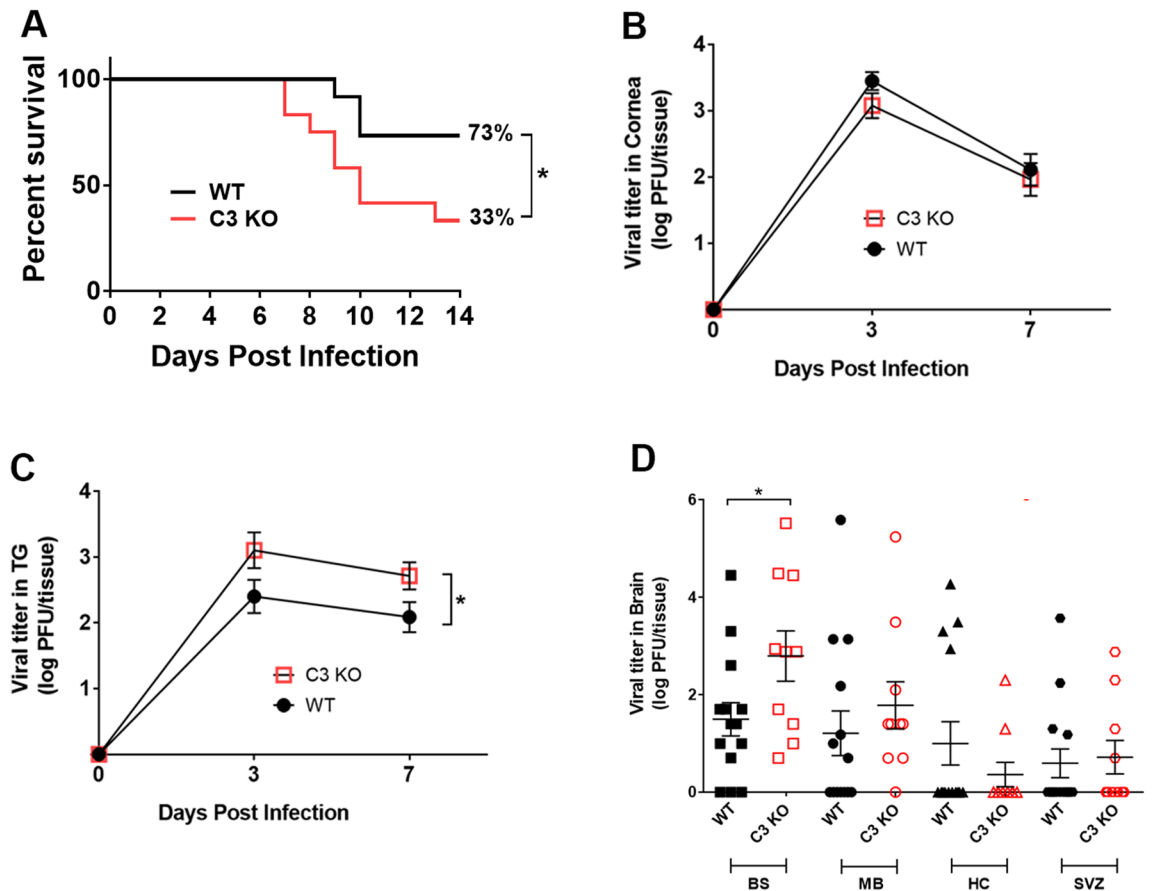 A
Percent survival
100
50
0
0 2 4 6 8 10 12 14
Days Post Infection
WT
C3 KO
73%
33%
*
B
Viral titer in Cornea
(log PFU/tissue)
4
3
2
1
0 3 7
Days Post Infection
C3 KO
WT
C
Viral titer in TG
(log PFU/tissue)
4
3
2
1
0 3 7
Days Post Infection
C3 KO
WT
*
D
Viral titer in Brain
(log PFU/tissue)
6
4
2
0
*
WT C3 KO WT C3 KO WT C3 KO WT C3 KO
BS MB HC SVZ